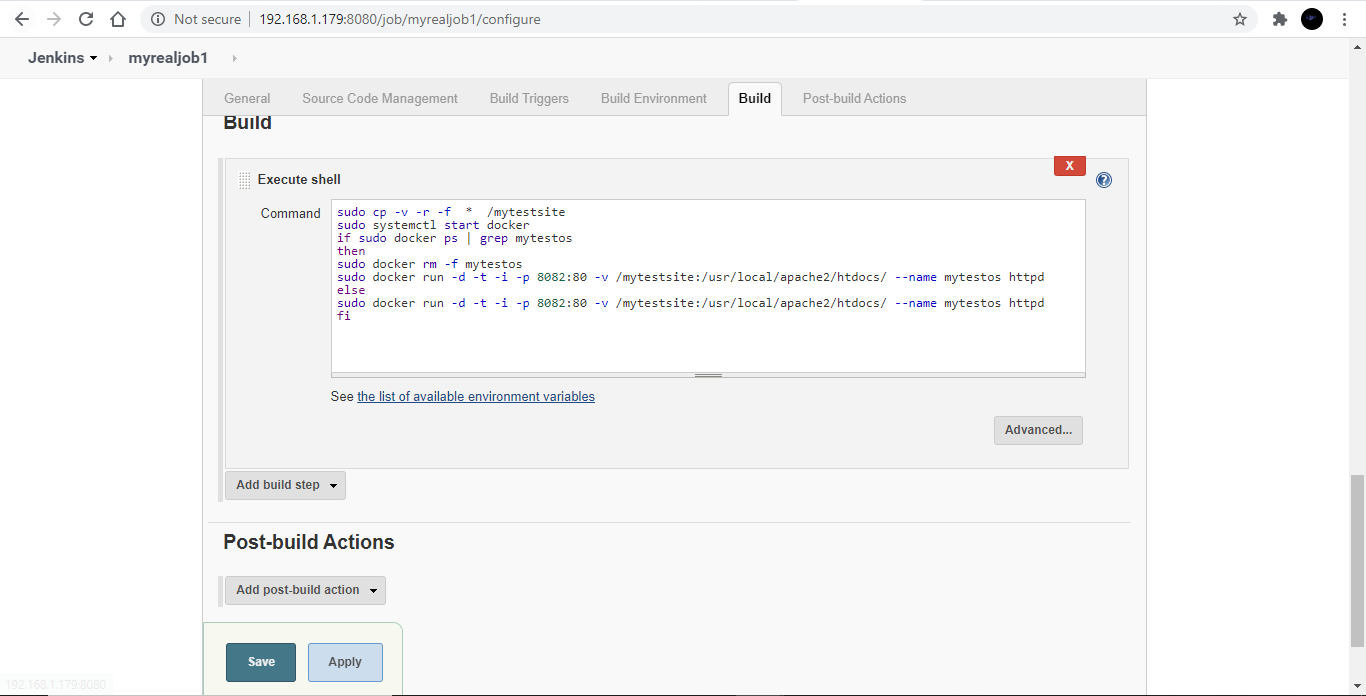 Not secure
192.168.1.179:8080/job/myrealjob1/configure
Jenkins
myrealjob1
General
Source Code Management
Build Triggers
Build Environment
Build
Post-build Actions
Build
X
Execute shell
?
Command
sudo cp -v -r -f  *  /mytestsite
sudo systemctl start docker
if sudo docker ps | grep mytestos
then
sudo docker rm -f mytestos
sudo docker run -d -t -i -p 8082:80 -v /mytestsite:/usr/local/apache2/htdocs/ --name mytestos httpd
else
sudo docker run -d -t -i -p 8082:80 -v /mytestsite:/usr/local/apache2/htdocs/ --name mytestos httpd
fi
See the list of available environment variables
Advanced...
Add build step
Post-build Actions
Add post-build action
Save
Apply
192.168.1.179:8080